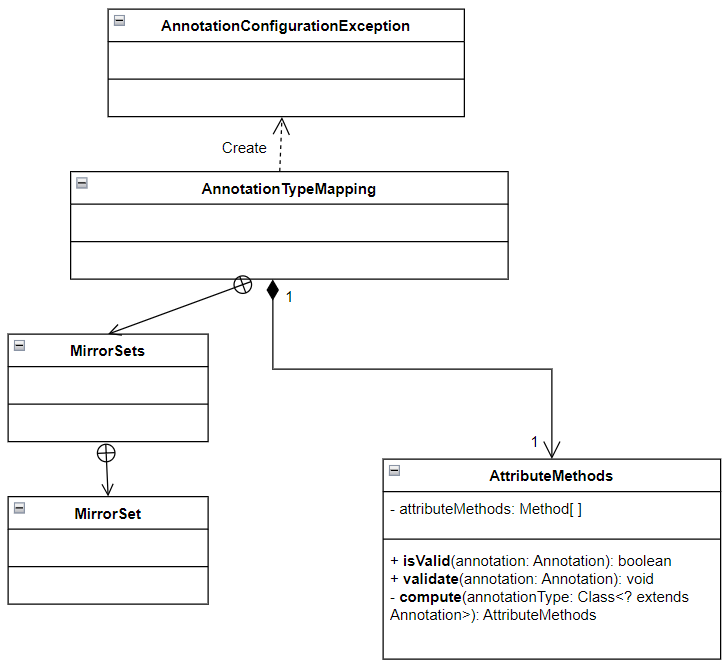 AnnotationConfigurationException
Create
AnnotationTypeMapping
1
MirrorSets
1
AttributeMethods
- attributeMethods: Method[ ]
MirrorSet
+ isValid(annotation: Annotation): boolean
+ validate(annotation: Annotation): void
- compute(annotationType: Class<? extends
Annotation>): AttributeMethods